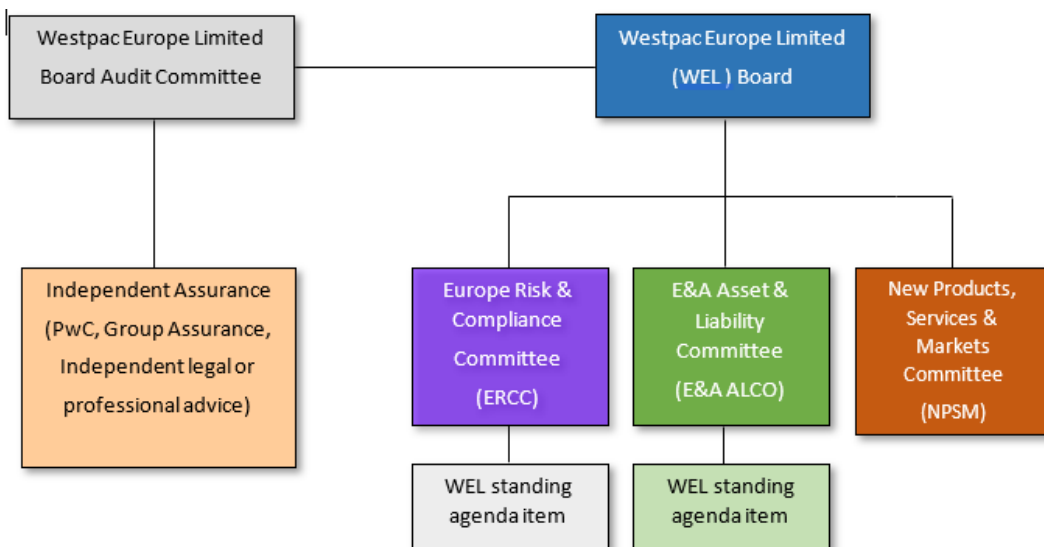 Westpac Europe Limited
Board Audit Committee
Westpac Europe Limited
(WEL ) Board
Independent Assurance
(PwC, Group Assurance,
Independent legal or
professional advice)
Europe Risk &
Compliance
Committee
(ERCC)
E&A Asset &
Liability
Committee
(E&A ALCO)
New Products,
Services &
Markets
Committee
(NPSM)
WEL standing
agenda item
WEL standing
agenda item